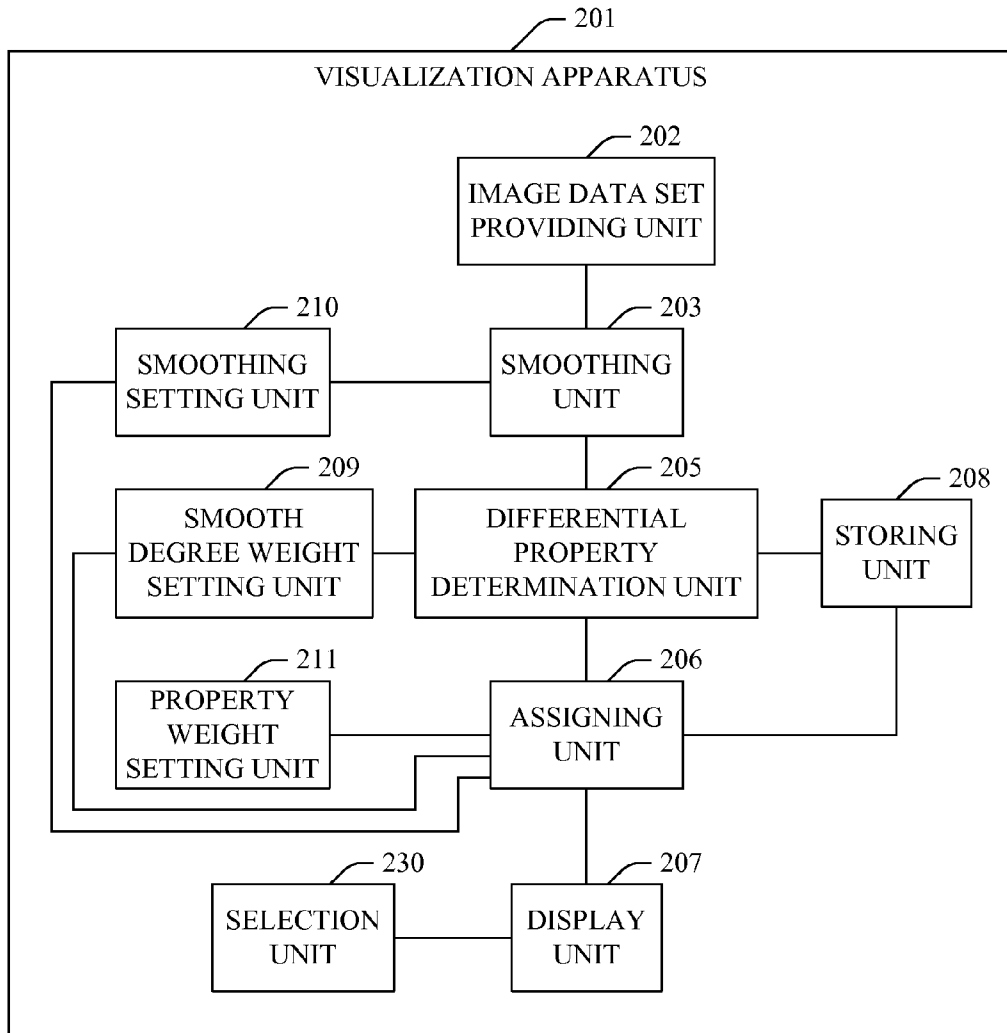 201
VISUALIZATION APPARATUS
202
IMAGE DATA SET
PROVIDING UNIT
210
SMOOTHING
SETTING UNIT
203
SMOOTHING
UNIT
209
SMOOTH
DEGREE WEIGHT
SETTING UNIT
205
DIFFERENTIAL
PROPERTY
DETERMINATION UNIT
208
STORING
UNIT
211
PROPERTY
WEIGHT
SETTING UNIT
206
ASSIGNING
UNIT
230
SELECTION
UNIT
207
DISPLAY
UNIT